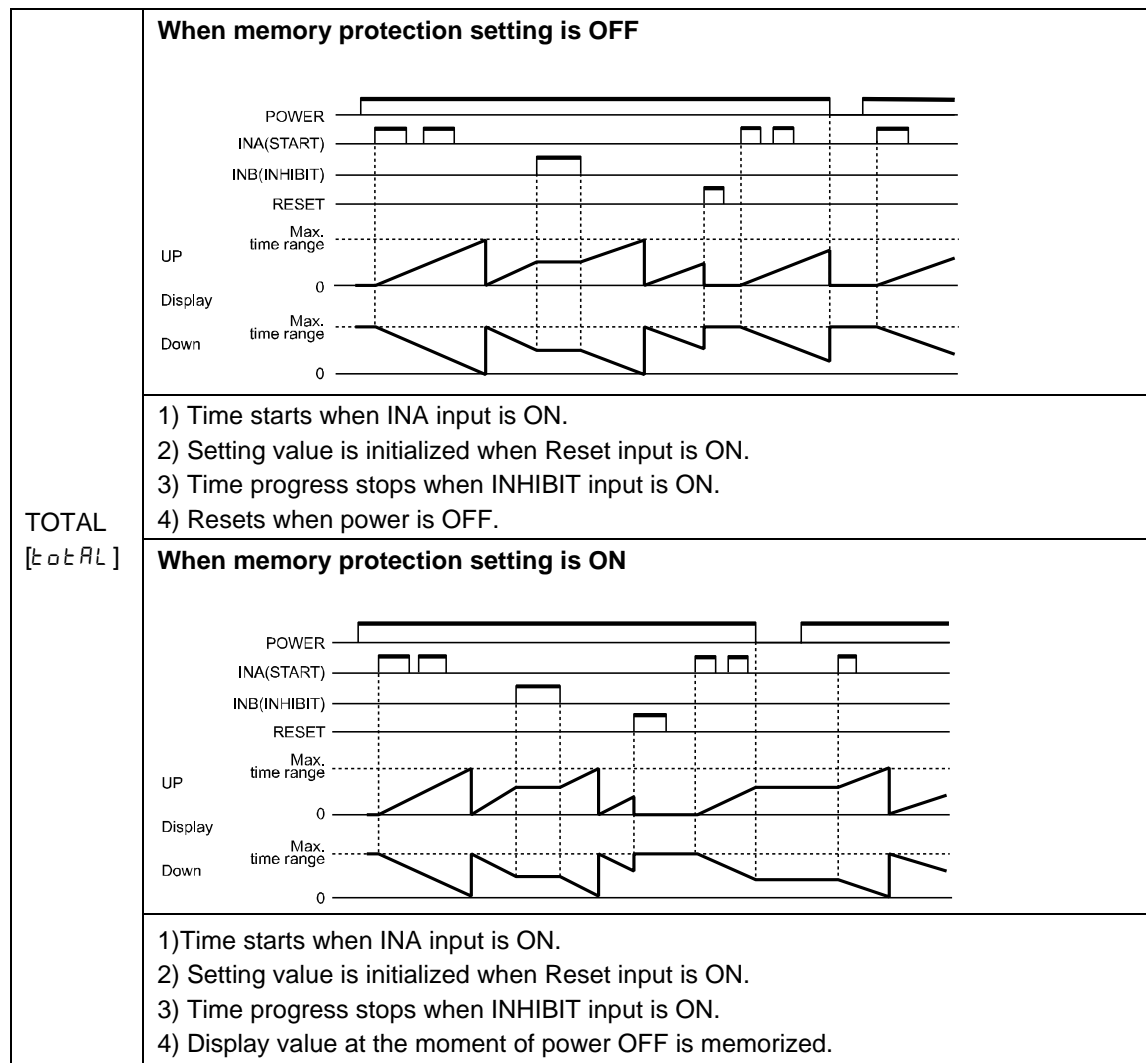 TOTAL
[totAL]
When memory protection setting is OFF
POWER
INA(START)
INB(INHIBIT)
RESET
Max.
time range
UP
0
Display
Max.
time range
Down
0
1) Time starts when INA input is ON.
2) Setting value is initialized when Reset input is ON.
3) Time progress stops when INHIBIT input is ON.
4) Resets when power is OFF.
When memory protection setting is ON
POWER
INA(START)
INB(INHIBIT)
RESET
Max.
time range
UP
0
Display
Max.
time range
Down
0
1)Time starts when INA input is ON.
2) Setting value is initialized when Reset input is ON.
3) Time progress stops when INHIBIT input is ON.
4) Display value at the moment of power OFF is memorized.